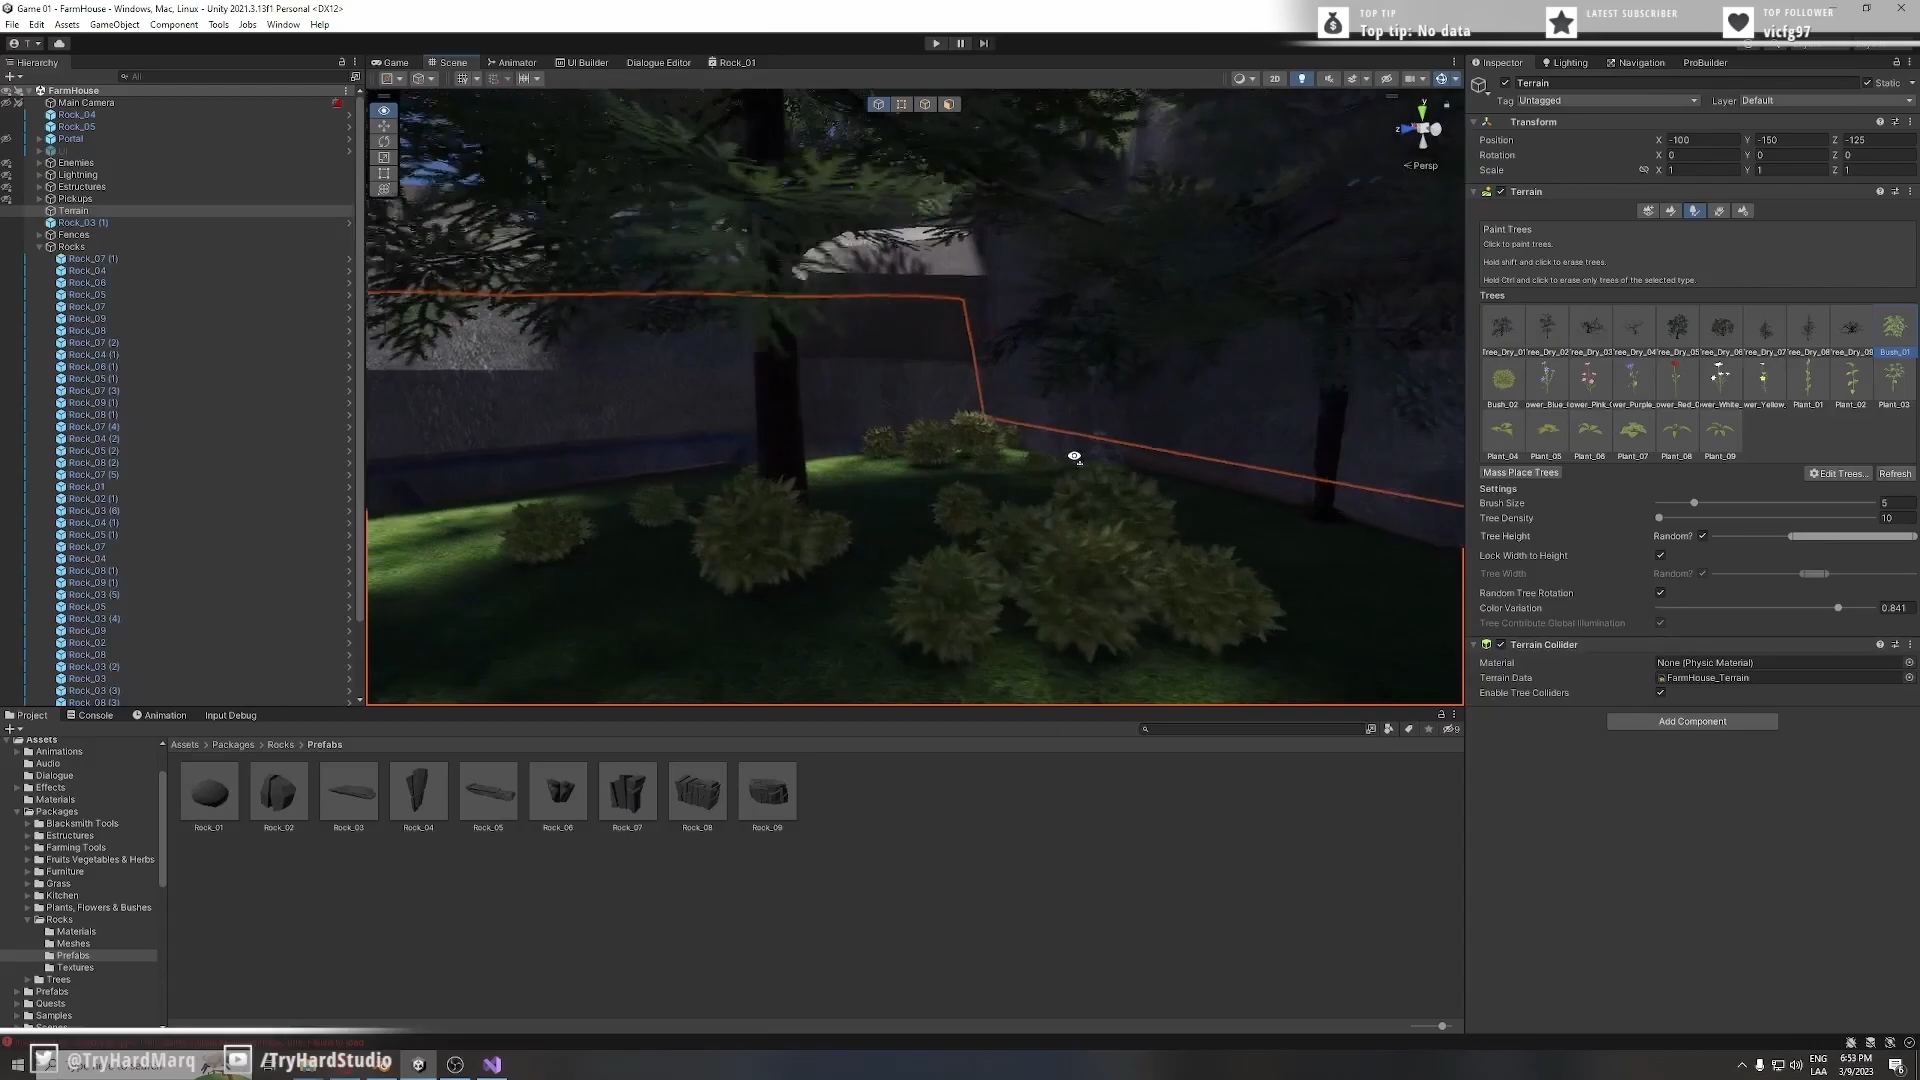 Game 01 - FarmHouse - Windows, Mac, Linux - Unity 2021.3.13f1 Personal <DX12>
File Edit Assets GameObject Component Tools Jobs Window Help
TOP TIP
Top tip: No data
LATEST SUBSCRIBER
TOP FOLLOWER
vicfg97
T
Hierarchy
All
FarmHouse
Main Camera
Rock_04
Rock_05
Portal
UI
Enemies
Lightning
Estructures
Pickups
Terrain
Rock_03 (1)
Fences
Rocks
Rock_07 (1)
Rock_04
Rock_06
Rock_05
Rock_07
Rock_09
Rock_08
Rock_07 (2)
Rock_04 (1)
Rock_06 (1)
Rock_05 (1)
Rock_07 (3)
Rock_09 (1)
Rock_08 (1)
Rock_07 (4)
Rock_04 (2)
Rock_05 (2)
Rock_08 (2)
Rock_07 (5)
Rock_01
Rock_02 (1)
Rock_03 (6)
Rock_04 (1)
Rock_05 (1)
Rock_07
Rock_04
Rock_08 (1)
Rock_09 (1)
Rock_03 (5)
Rock_05
Rock_03 (4)
Rock_09
Rock_02
Rock_08
Rock_03 (2)
Rock_03
Rock_03 (3)
Rock_08 (3)
Game Scene Animator UI Builder Dialogue Editor Rock_01
2D
y
z
Persp
Inspector Lighting Navigation ProBuilder
Terrain Static
Tag Untagged Layer Default
Transform
Position X -100 Y -150 Z -125
Rotation X 0 Y 0 Z 0
Scale X 1 Y 1 Z 1
Terrain
Paint Trees
Click to paint trees.
Hold shift and click to erase trees.
Hold Ctrl and click to erase only trees of the selected type.
Trees
Tree_Dry_01 Tree_Dry_02 Tree_Dry_03 Tree_Dry_04 Tree_Dry_05 Tree_Dry_06 Tree_Dry_07 Tree_Dry_08 Tree_Dry_09 Bush_01
Bush_02 ower_Blue ower_Pink_ ower_Purple_ ower_Red_0 ower_White_ wer_Yellow_ Plant_01 Plant_02 Plant_03
Plant_04 Plant_05 Plant_06 Plant_07 Plant_08 Plant_09
Mass Place Trees Edit Trees... Refresh
Settings
Brush Size 5
Tree Density 10
Tree Height Random?
Lock Width to Height
Tree Width Random?
Random Tree Rotation
Color Variation 0.841
Tree Contribute Global Illumination
Terrain Collider
Material None (Physic Material)
Terrain Data FarmHouse_Terrain
Enable Tree Colliders
Add Component
Project Console Animation Input Debug
9
Assets
Animations
Audio
Dialogue
Effects
Materials
Packages
Blacksmith Tools
Estructures
Farming Tools
Fruits Vegetables & Herbs
Furniture
Grass
Kitchen
Plants, Flowers & Bushes
Rocks
Materials
Meshes
Prefabs
Textures
Trees
Prefabs
Quests
Samples
Assets > Packages > Rocks > Prefabs
Rock_01 Rock_02 Rock_03 Rock_04 Rock_05 Rock_06 Rock_07 Rock_08 Rock_09
@TryHardMarq /TryHardStudio
ENG
LAA
6:53 PM
3/9/2023
6